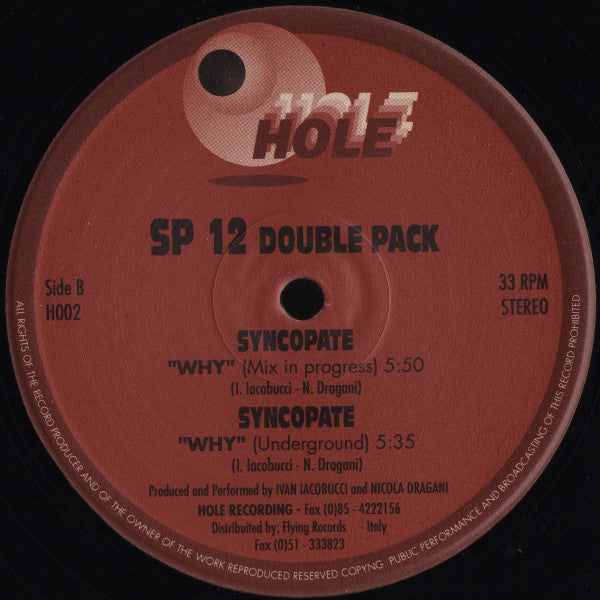 HOLE
HOLE
SP 12 DOUBLE PACK
Side B
H002
33 RPM
STEREO
SYNCOPATE
"WHY" (Mix in progress) 5:50
(I. Iacobucci - N. Dragani)
SYNCOPATE
"WHY" (Underground) 5:35
(I. Iacobucci - N. Dragani)
Produced and Performed by IVAN IACOBUCCI and NICOLA DRAGANI
HOLE RECORDING - Fax (0)85 - 4222156
Distribuited by: Flying Records - Italy
Fax (0)51 - 333823
ALL RIGHTS OF THE RECORD PRODUCER AND OF THE OWNER OF THE WORK REPRODUCED RESERVED COPYNG. PUBLIC PERFORMANCE AND BROADCASTING OF THIS RECORD PROHIBITED